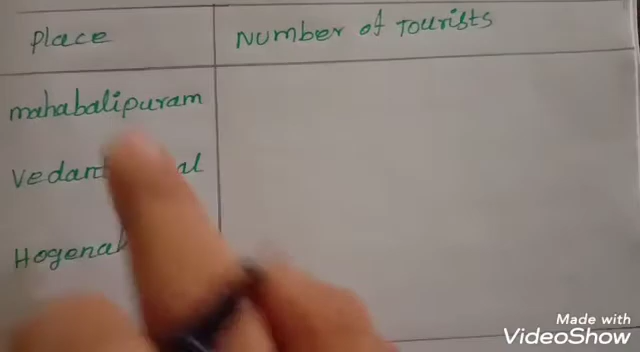 Place Number of Tourists
mahabalipuram
Made with
VideoShow